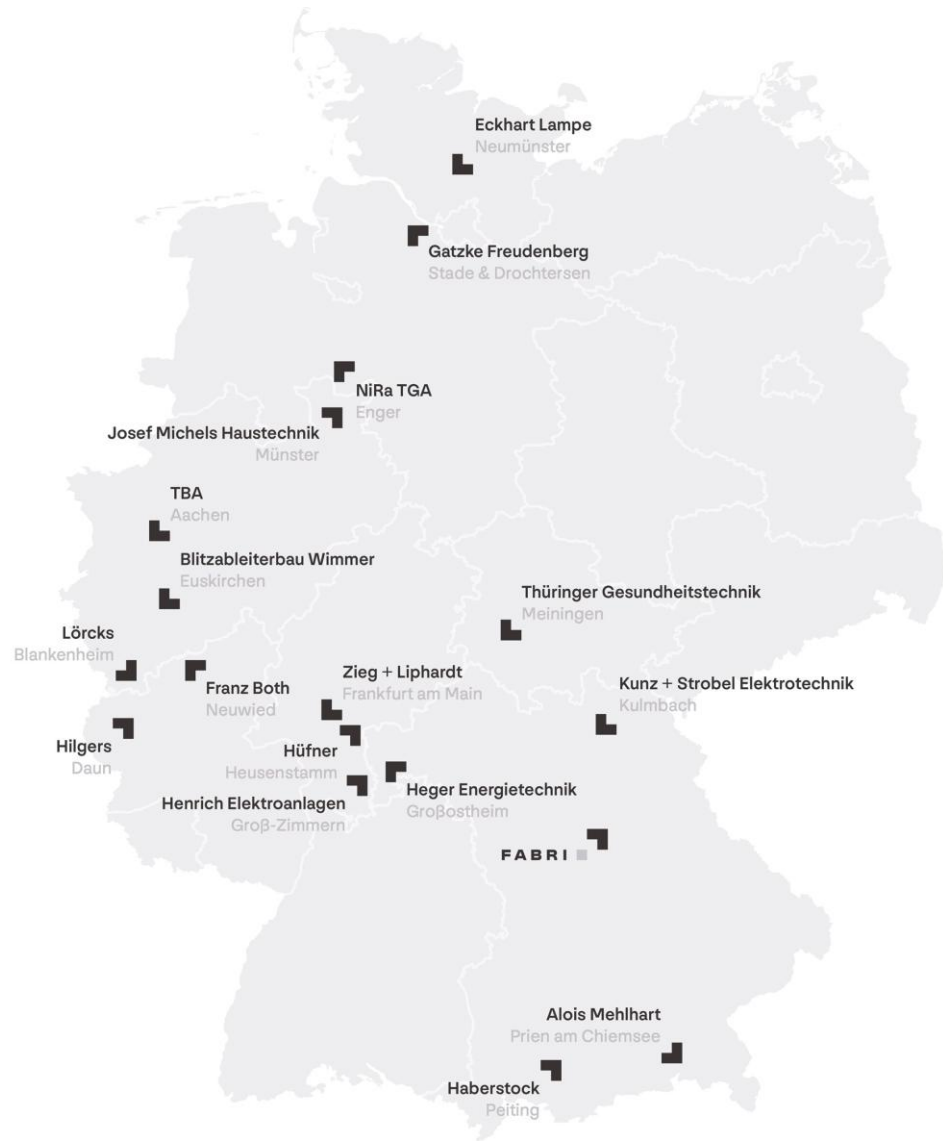 Eckhart Lampe
Neumünster
Gatzke Freudenberg
Stade & Drochtersen
NiRa TGA
Enger
Josef Michels Haustechnik
Münster
TBA
Aachen
Blitzableiterbau Wimmer
Euskirchen
Thüringer Gesundheitstechnik
Meiningen
Lörcks
Blankenheim
Franz Both
Neuwied
Zieg + Liphardt
Frankfurt am Main
Kunz + Strobel Elektrotechnik
Kulmbach
Hilgers
Daun
Hüfner
Heusenstamm
Henrich Elektroanlagen
Groß-Zimmern
Heger Energietechnik
Großostheim
FABRI
Alois Mehlhart
Prien am Chiemsee
Haberstock
Peiting